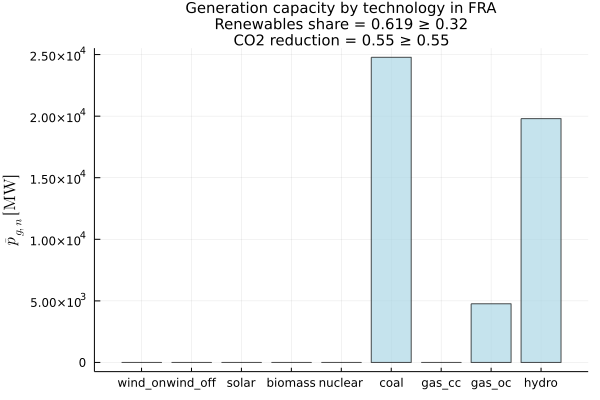 Generation capacity by technology in FRA
Renewables share = 0.619 ≥ 0.32
CO2 reduction = 0.55 ≥ 0.55
p̄_{g,n} [MW]
2.50×10⁴
2.00×10⁴
1.50×10⁴
1.00×10⁴
5.00×10³
0
wind_on wind_off solar biomass nuclear coal gas_cc gas_oc hydro